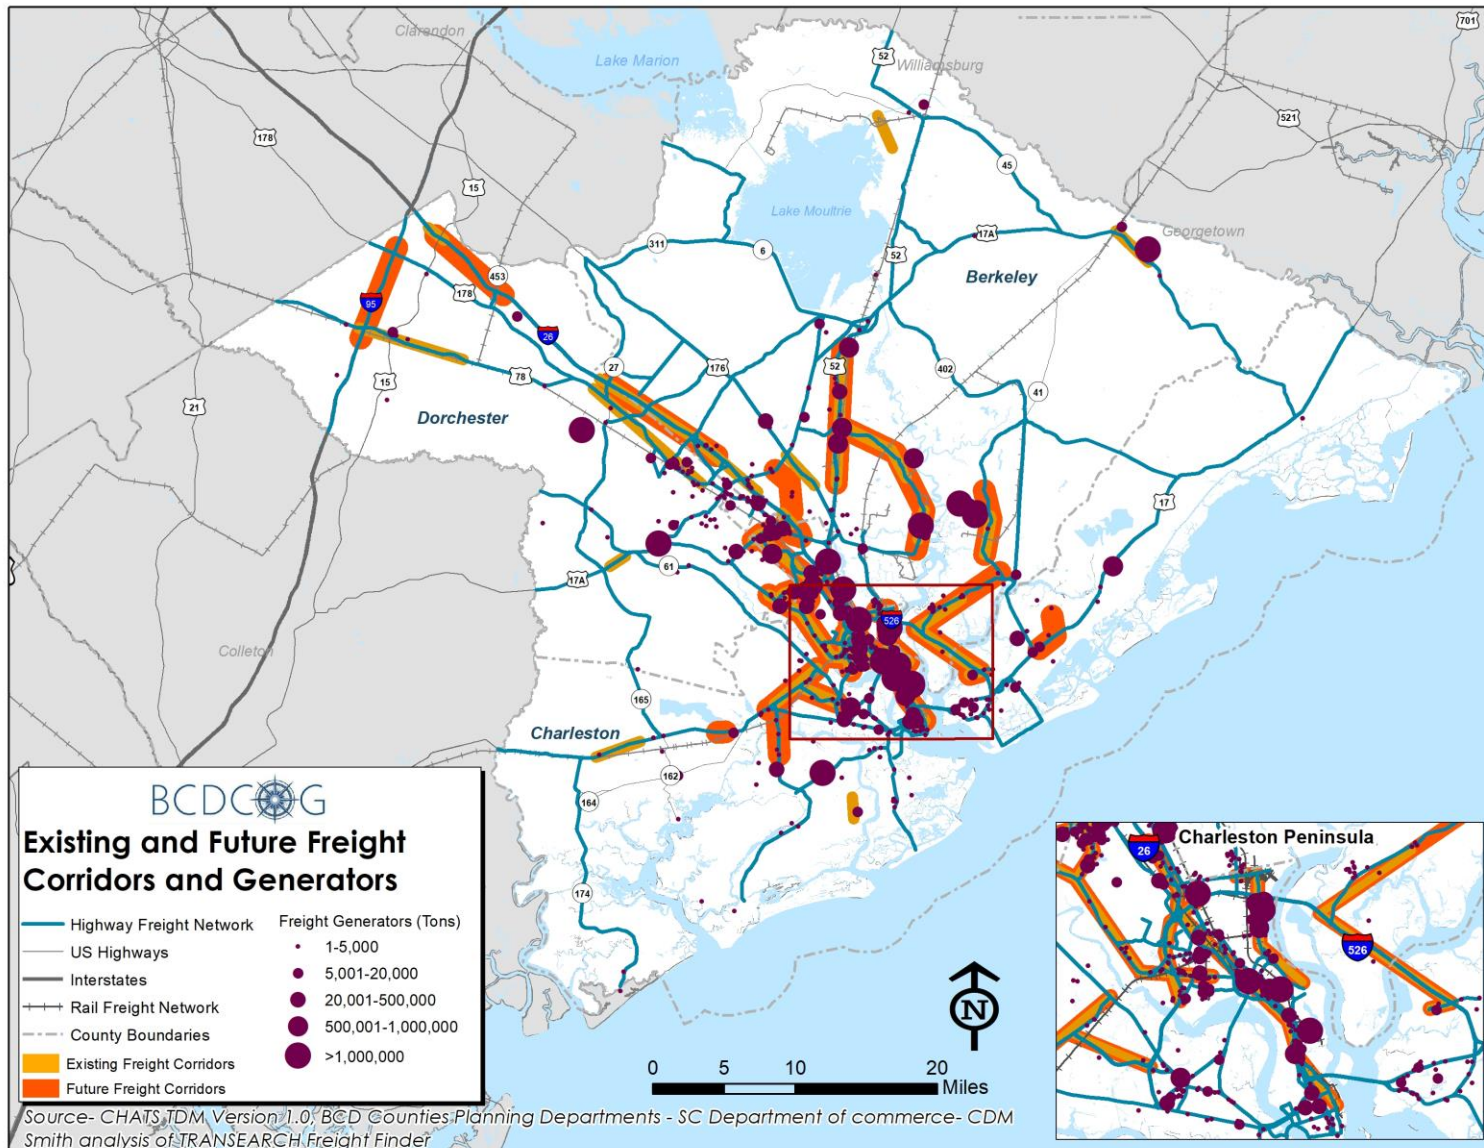 701
Clarendon
Lake Marion
52
Williamsburg
521
178
45
15
Lake Moultrie
17A
Georgetown
311
6
52
453
Berkeley
178
95
26
27
176
52
402
78
41
15
21
Dorchester
17
61
17A
526
Colleton
165
Charleston
162
164
174
BCDCOG
Existing and Future Freight
Corridors and Generators
Highway Freight Network
US Highways
Interstates
Rail Freight Network
County Boundaries
Existing Freight Corridors
Future Freight Corridors
Freight Generators (Tons)
1-5,000
5,001-20,000
20,001-500,000
500,001-1,000,000
>1,000,000
N
0 5 10 20
Miles
Charleston Peninsula
26
526
Source- CHATS TDM Version 1.0, BCD Counties Planning Departments - SC Department of commerce- CDM
Smith analysis of TRANSEARCH Freight Finder